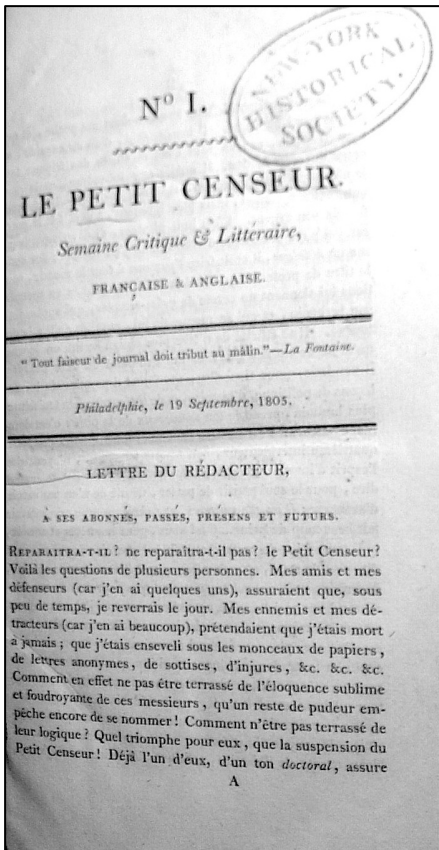 NEW-YORK
HISTORICAL
SOCIETY.
Nº I.
LE PETIT CENSEUR.
Semaine Critique & Littéraire,
FRANÇAISE & ANGLAISE.
“Tout faiseur de journal doit tribut au mâlin.”—La Fontaine.
Philadelphie, le 19 Septembre, 1805.
LETTRE DU RÉDACTEUR,
À SES ABONNÉS, PASSÉS, PRÉSENS ET FUTURS.
REPARAITRA-T-IL? ne reparaîtra-t-il pas? le Petit Censeur?
Voilà les questions de plusieurs personnes. Mes amis et mes
défenseurs (car j'en ai quelques uns), assuraient que, sous
peu de temps, je reverrais le jour. Mes ennemis et mes dé-
tracteurs (car j'en ai beaucoup), prétendaient que j'étais mort
a jamais; que j'étais enseveli sous les monceaux de papiers,
de lettres anonymes, de sottises, d'injures, &c. &c. &c.
Comment en effet ne pas être terrassé de l'éloquence sublime
et foudroyante de ces messieurs, qu'un reste de pudeur em-
pêche encore de se nommer! Comment n'être pas terrassé de
leur logique? Quel triomphe pour eux, que la suspension du
Petit Censeur! Déjà l'un d'eux, d'un ton doctoral, assure
A